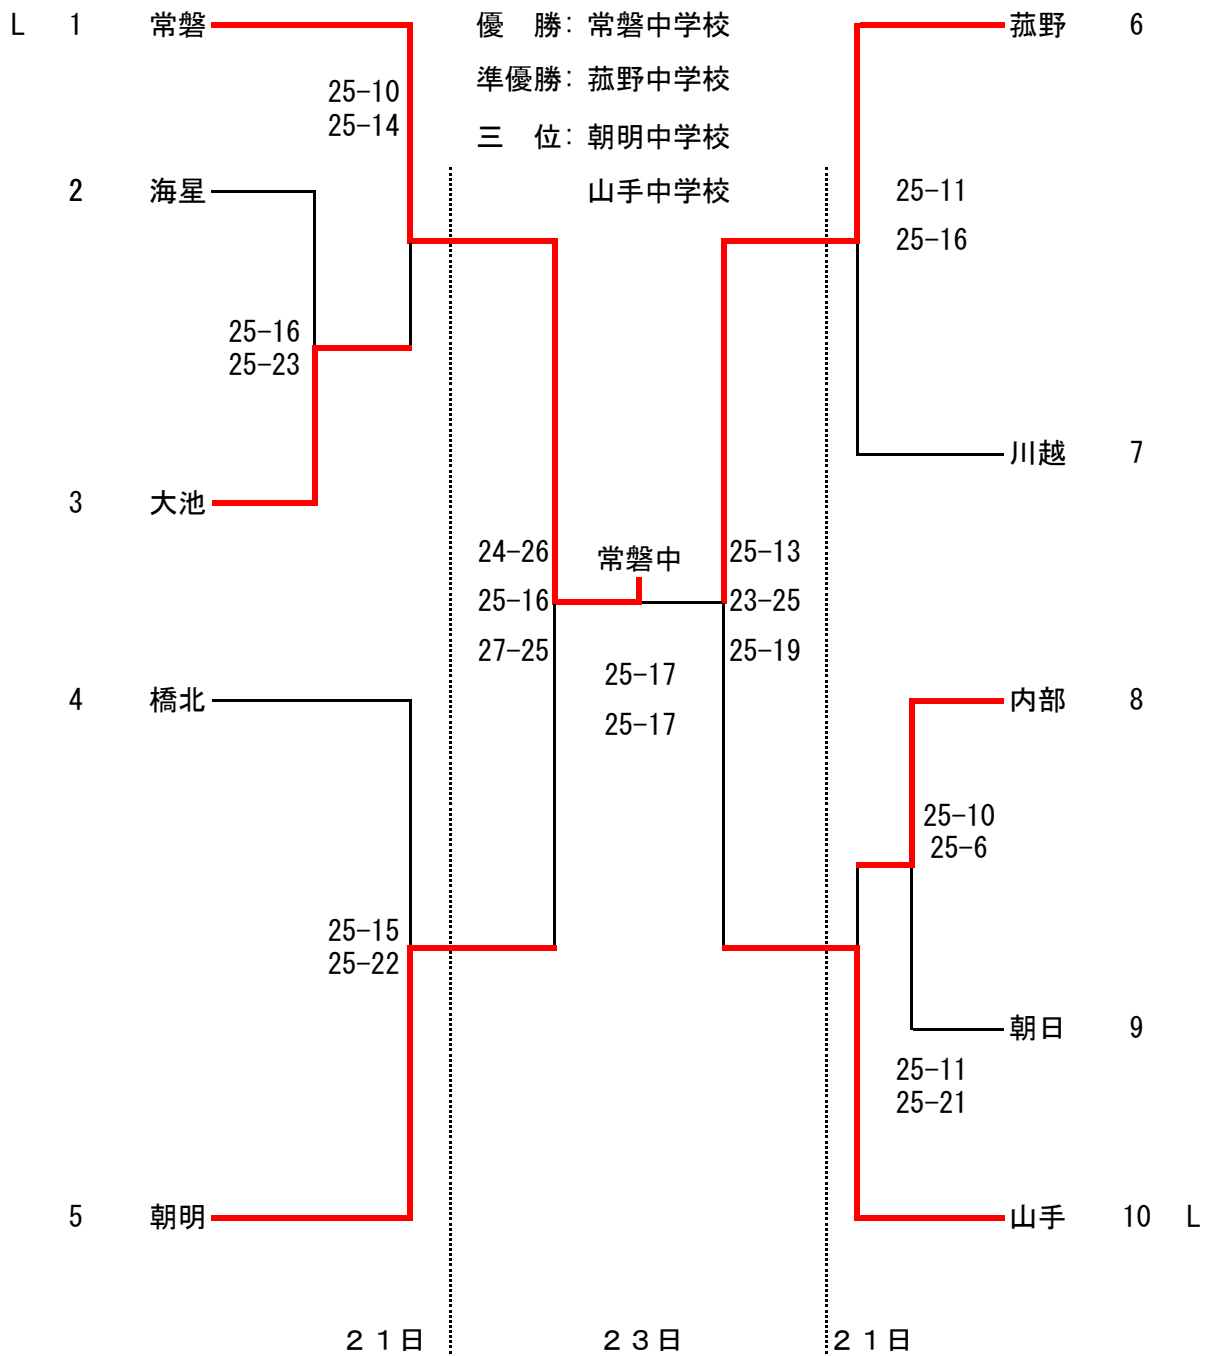 L 1 常磐
優　勝: 常磐中学校
菰野 6
準優勝: 菰野中学校
25-10
25-14
三　位: 朝明中学校
山手中学校
2 海星
25-11
25-16
25-16
25-23
川越 7
3 大池
24-26
25-16
27-25
常磐中
25-13
23-25
25-19
25-17
25-17
4 橋北
内部 8
25-10
25-6
25-15
25-22
朝日 9
25-11
25-21
5 朝明
山手 10 L
２１日
２３日
２１日